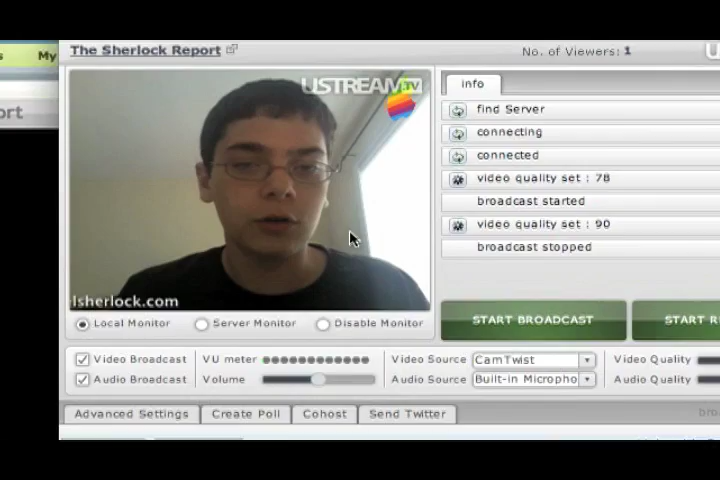 s
My
The Sherlock Report
No. of Viewers: 1
U
ort
USTREAM.TV
info
find Server
connecting
connected
video quality set : 78
broadcast started
video quality set : 90
broadcast stopped
lsherlock.com
START BROADCAST
START R
Local Monitor
Server Monitor
Disable Monitor
Video Broadcast
VU meter
Video Source
CamTwist
Video Quality
Audio Broadcast
Volume
Audio Source
Built-in Micropho
Audio Quality
Advanced Settings
Create Poll
Cohost
Send Twitter
bro